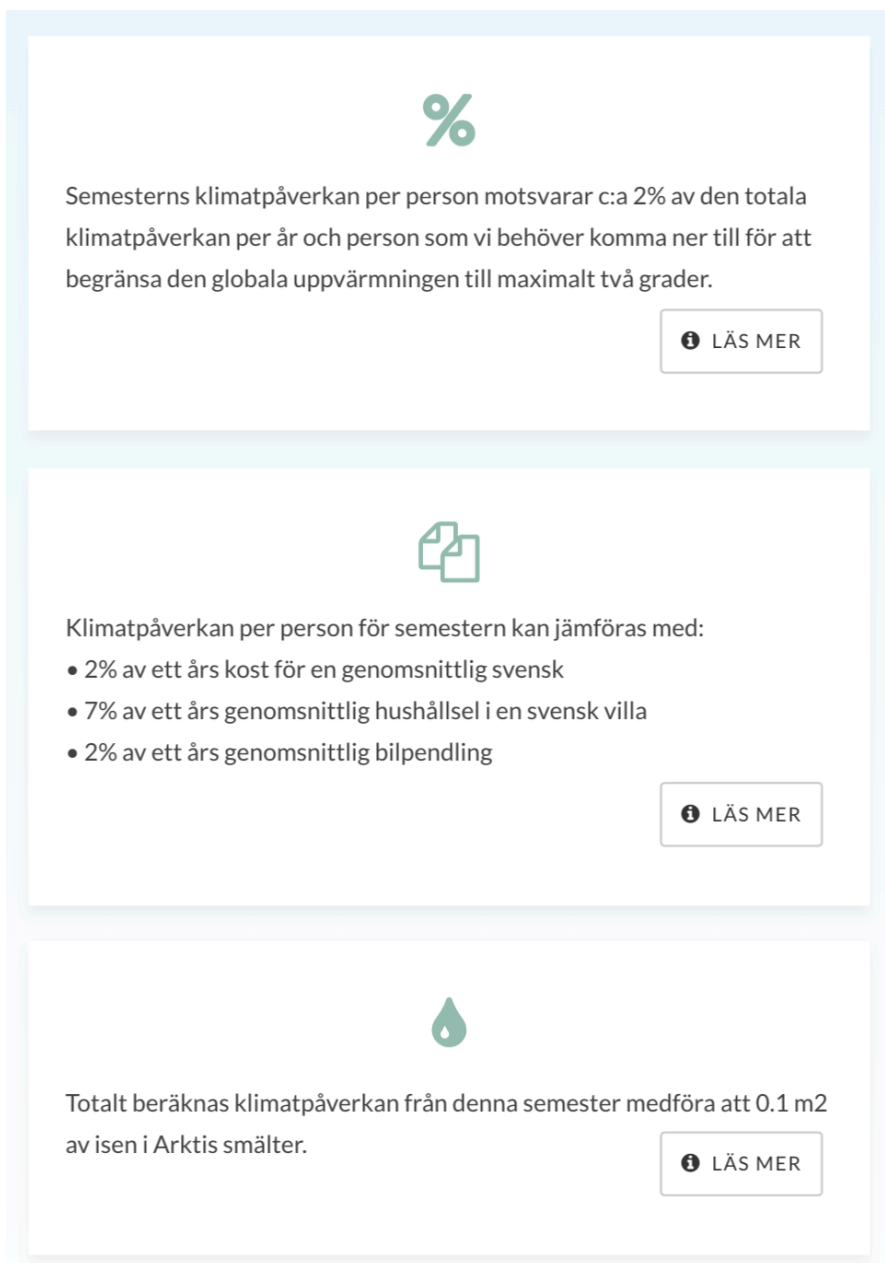 %
Semesterns klimatpåverkan per person motsvarar c:a 2% av den totala
klimatpåverkan per år och person som vi behöver komma ner till för att
begränsa den globala uppvärmningen till maximalt två grader.
LÄS MER
Klimatpåverkan per person för semestern kan jämföras med:
• 2% av ett års kost för en genomsnittlig svensk
• 7% av ett års genomsnittlig hushållsel i en svensk villa
• 2% av ett års genomsnittlig bilpendling
LÄS MER
Totalt beräknas klimatpåverkan från denna semester medföra att 0.1 m2
av isen i Arktis smälter.
LÄS MER